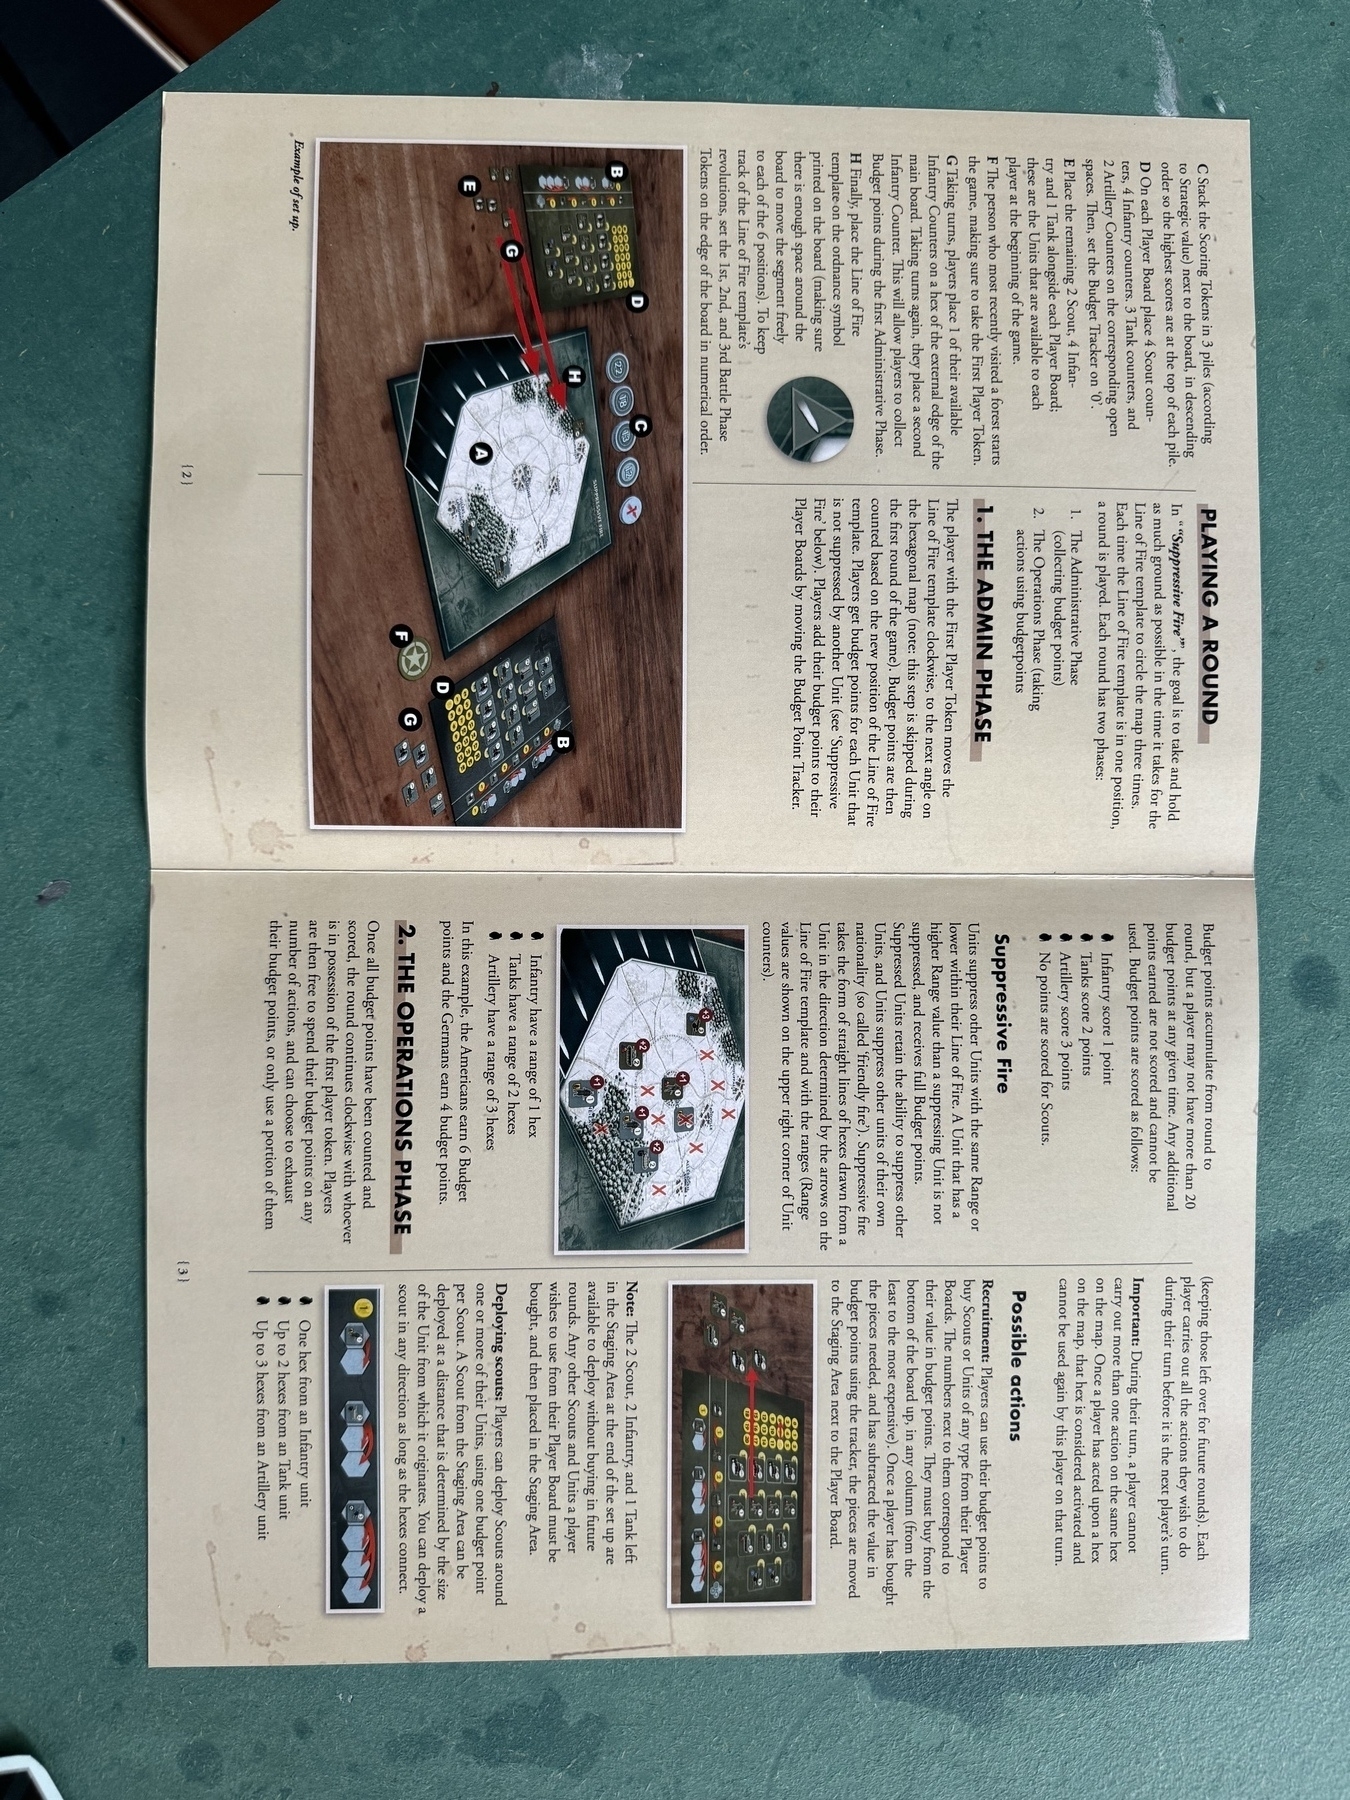 C Stack the Scoring Tokens in 3 piles (according
to Strategic value) next to the board, in descending
order so the highest scores are at the top of each pile.
D On each Player Board place 4 Scout coun-
ters, 4 Infantry counters, 3 Tank counters, and
2 Artillery Counters on the corresponding open
spaces. Then, set the Budget Tracker on '0'.
E Place the remaining 2 Scout, 4 Infan-
try and 1 Tank alongside each Player Board;
these are the Units that are available to each
player at the beginning of the game.
F The person who most recently visited a forest starts
the game, making sure to take the First Player Token.
G Taking turns, players place 1 of their available
Infantry Counters on a hex of the external edge of the
main board. Taking turns again, they place a second
Infantry Counter. This will allow players to collect
Budget points during the first Administrative Phase.
H Finally, place the Line of Fire
template on the ordnance symbol
printed on the board (making sure
there is enough space around the
board to move the segment freely
to each of the 6 positions). To keep
track of the Line of Fire template's
revolutions, set the 1st, 2nd, and 3rd Battle Phase
Tokens on the edge of the board in numerical order.
PLAYING A ROUND
In ""Suppressive Fire"", the goal is to take and hold
as much ground as possible in the time it takes for the
Line of Fire template to circle the map three times.
Each time the Line of Fire template is in one position,
a round is played. Each round has two phases:
1. The Administrative Phase
(collecting budget points)
2. The Operations Phase (taking
actions using budgetpoints
1. THE ADMIN PHASE
The player with the First Player Token moves the
Line of Fire template clockwise, to the next angle on
the hexagonal map (note: this step is skipped during
the first round of the game). Budget points are then
counted based on the new position of the Line of Fire
template. Players get budget points for each Unit that
is not suppressed by another Unit (see 'Suppressive
Fire' below). Players add their budget points to their
Player Boards by moving the Budget Point Tracker.
B
D
E
G
H
C
A
22
18
SUPPRESSIVE FIRE
F
D
G
B
Example of set up.
{2}
Budget points accumulate from round to
round, but a player may not have more than 20
budget points at any given time. Any additional
points earned are not scored and cannot be
used. Budget points are scored as follows:
Infantry score 1 point
Tanks score 2 points
Artillery score 3 points
No points are scored for Scouts.
Suppressive Fire
Units suppress other Units with the same Range or
lower within their Line of Fire. A Unit that has a
higher Range value than a suppressing Unit is not
suppressed, and receives full Budget points.
Suppressed Units retain the ability to suppress other
Units, and Units suppress other units of their own
nationality (so called 'friendly fire'). Suppressive fire
takes the form of straight lines of hexes drawn from a
Unit in the direction determined by the arrows on the
Line of Fire template and with the ranges (Range
values are shown on the upper right corner of Unit
counters).
+3
+2
+1
+1
+1
+2
Infantry have a range of 1 hex
Tanks have a range of 2 hexes
Artillery have a range of 3 hexes
In this example, the Americans earn 6 Budget
points and the Germans earn 4 budget points.
2. THE OPERATIONS PHASE
Once all budget points have been counted and
scored, the round continues clockwise with whoever
is in possession of the first player token. Players
are then free to spend their budget points on any
number of actions, and can choose to exhaust
their budget points, or only use a portion of them
(keeping those left over for future rounds). Each
player carries out all the actions they wish to do
during their turn before it is the next player's turn.
Important: During their turn, a player cannot
carry out more than one action on the same hex
on the map. Once a player has acted upon a hex
on the map, that hex is considered activated and
cannot be used again by this player on that turn.
Possible actions
Recruitment: Players can use their budget points to
buy Scouts or Units of any type from their Player
Boards. The numbers next to them correspond to
their value in budget points. They must buy from the
bottom of the board up, in any column (from the
least to the most expensive). Once a player has bought
the pieces needed, and has subtracted the value in
budget points using the tracker, the pieces are moved
to the Staging Area next to the Player Board.
Note: The 2 Scout, 2 Infantry, and 1 Tank left
in the Staging Area at the end of the set up are
available to deploy without buying in future
rounds. Any other Scouts and Units a player
wishes to use from their Player Board must be
bought, and then placed in the Staging Area.
Deploying scouts: Players can deploy Scouts around
one or more of their Units, using one budget point
per Scout. A Scout from the Staging Area can be
deployed at a distance that is determined by the size
of the Unit from which it originates. You can deploy a
scout in any direction as long as the hexes connect.
1
One hex from an Infantry unit
Up to 2 hexes from an Tank unit
Up to 3 hexes from an Artillery unit
{3}